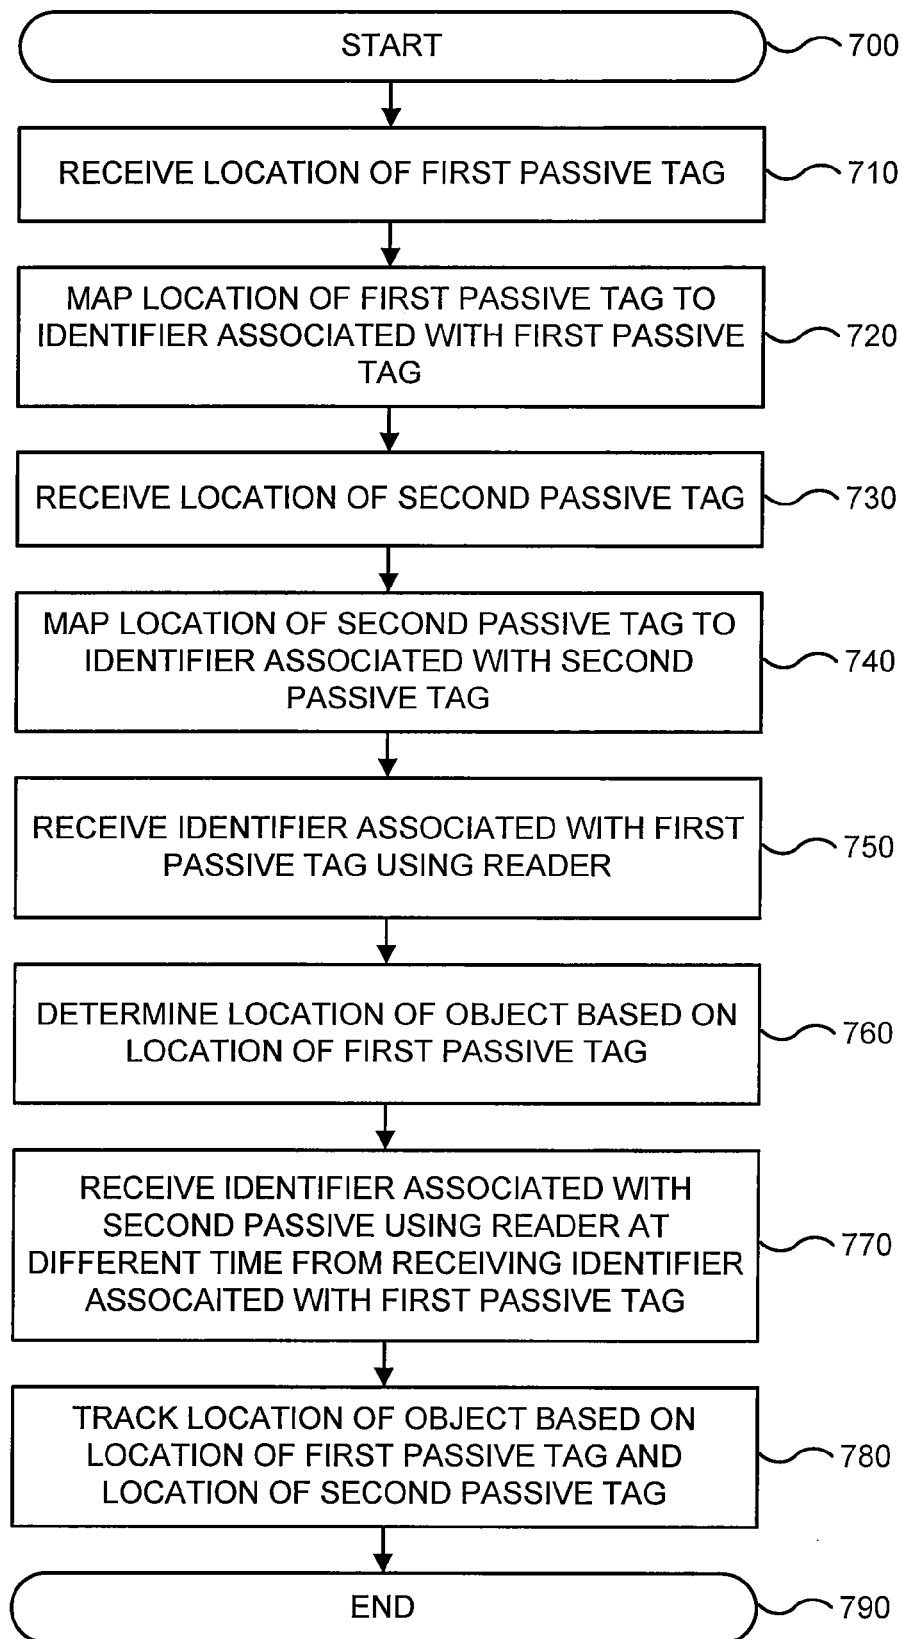 START
700
RECEIVE LOCATION OF FIRST PASSIVE TAG
710
MAP LOCATION OF FIRST PASSIVE TAG TO
IDENTIFIER ASSOCIATED WITH FIRST PASSIVE
TAG
720
RECEIVE LOCATION OF SECOND PASSIVE TAG
730
MAP LOCATION OF SECOND PASSIVE TAG TO
IDENTIFIER ASSOCIATED WITH SECOND
PASSIVE TAG
740
RECEIVE IDENTIFIER ASSOCIATED WITH FIRST
PASSIVE TAG USING READER
750
DETERMINE LOCATION OF OBJECT BASED ON
LOCATION OF FIRST PASSIVE TAG
760
RECEIVE IDENTIFIER ASSOCIATED WITH
SECOND PASSIVE USING READER AT
DIFFERENT TIME FROM RECEIVING IDENTIFIER
ASSOCAITED WITH FIRST PASSIVE TAG
770
TRACK LOCATION OF OBJECT BASED ON
LOCATION OF FIRST PASSIVE TAG AND
LOCATION OF SECOND PASSIVE TAG
780
END
790